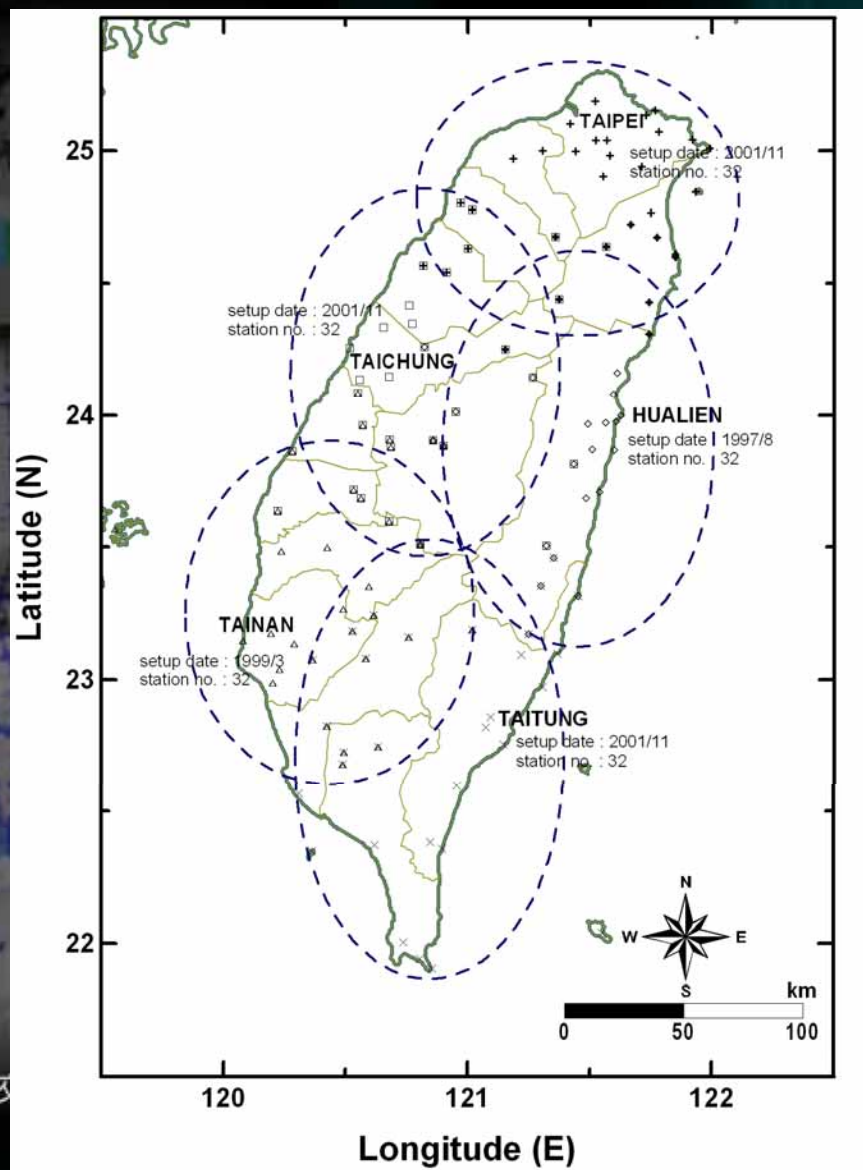 TAIPEI
25
setup date : 2001/11
station no. : 32
setup date : 2001/11
station no. : 32
TAICHUNG
24
HUALIEN
setup date : 1997/8
station no. : 32
Latitude (N)
TAINAN
setup date : 1999/3
station no. : 32
23
TAITUNG
setup date : 2001/11
station no. : 32
22
N
W E
S
km
0 50 100
120 121 122
Longitude (E)